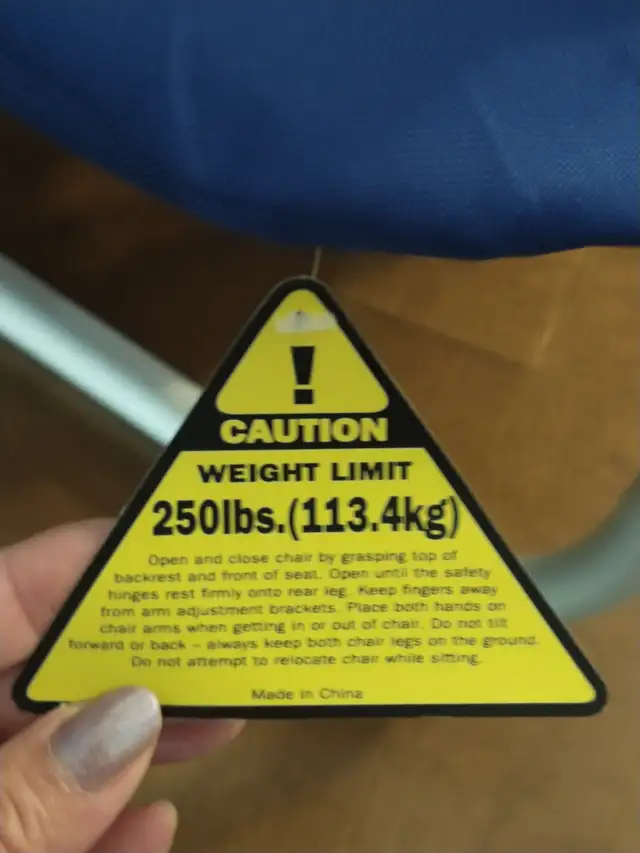 !
CAUTION
WEIGHT LIMIT
250lbs.(113.4kg)
Open and close chair by grasping top of
backrest and front of seat. Open until the safety
hinges rest firmly onto rear leg. Keep fingers away
from arm adjustment brackets. Place both hands on
chair arms when getting in or out of chair. Do not tilt
forward or back – always keep both chair legs on the ground.
Do not attempt to relocate chair while sitting.
Made in China